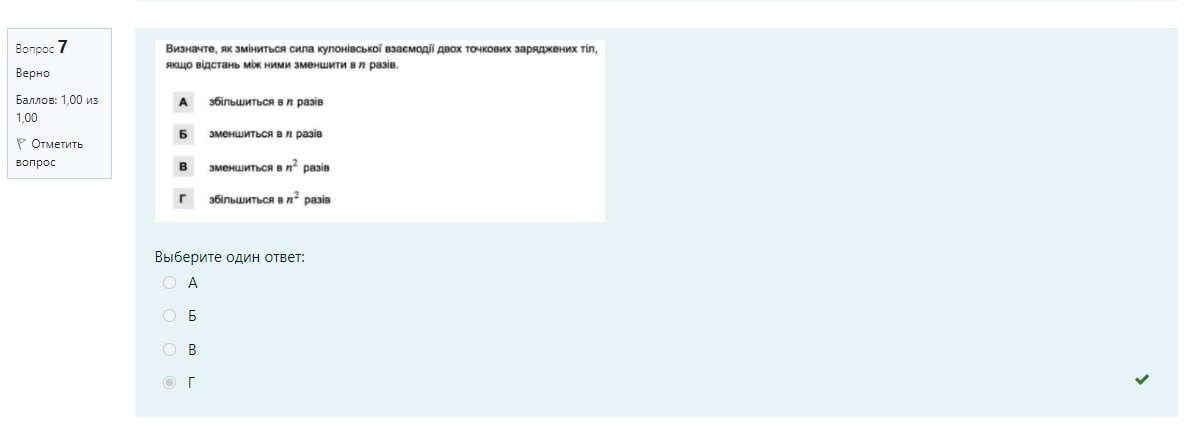 Вопрос 7
Верно
Баллов: 1,00 из
1,00
Отметить
вопрос
Визначте, як зміниться сила кулонівської взаємодії двох точкових заряджених тіл,
якщо відстань між ними зменшити в n разів.
А збільшиться в n разів
Б зменшиться в n разів
В зменшиться в n² разів
Г збільшиться в n² разів
Выберите один ответ:
А
Б
В
Г